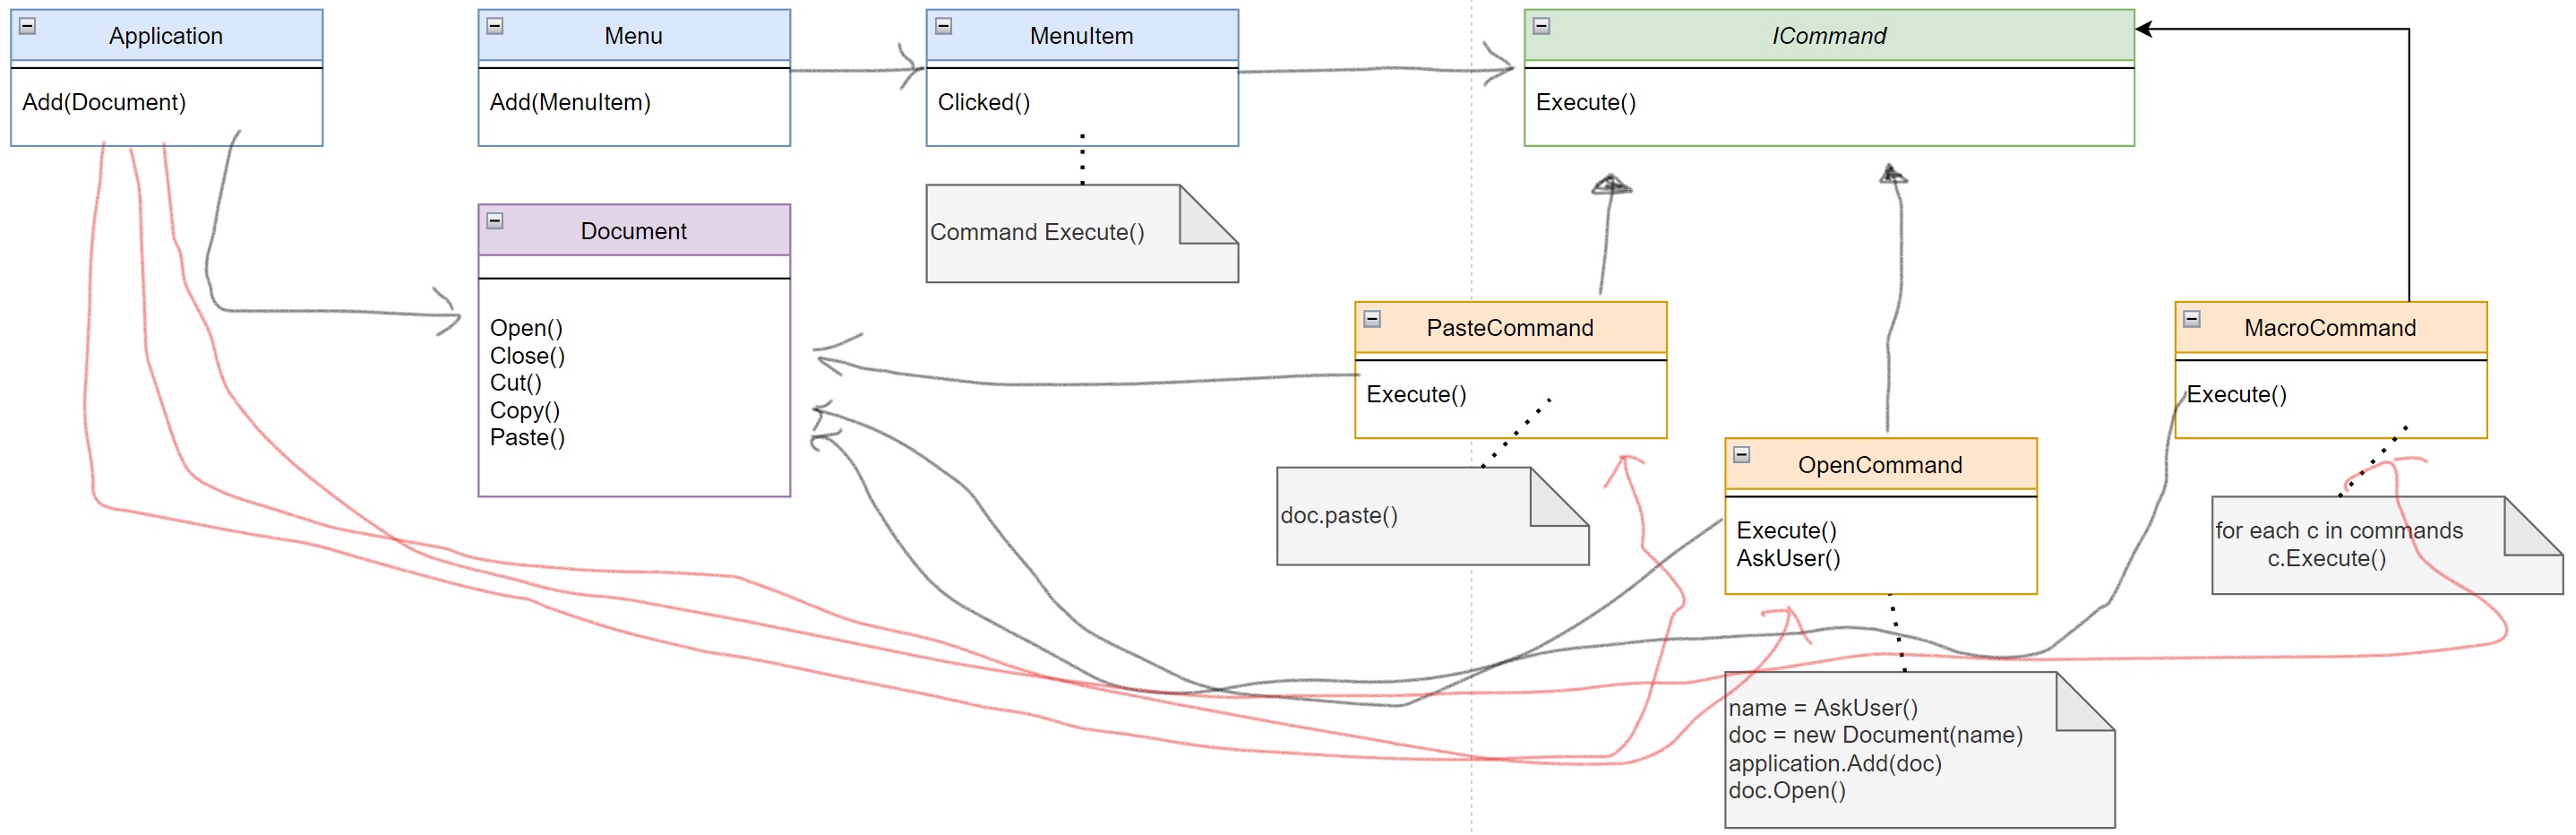 Application
Add(Document)
Menu
Add(MenuItem)
MenuItem
Clicked()
Command Execute()
ICommand
Execute()
Document
Open()
Close()
Cut()
Copy()
Paste()
PasteCommand
Execute()
doc.paste()
OpenCommand
Execute()
AskUser()
name = AskUser()
doc = new Document(name)
application.Add(doc)
doc.Open()
MacroCommand
Execute()
for each c in commands
c.Execute()